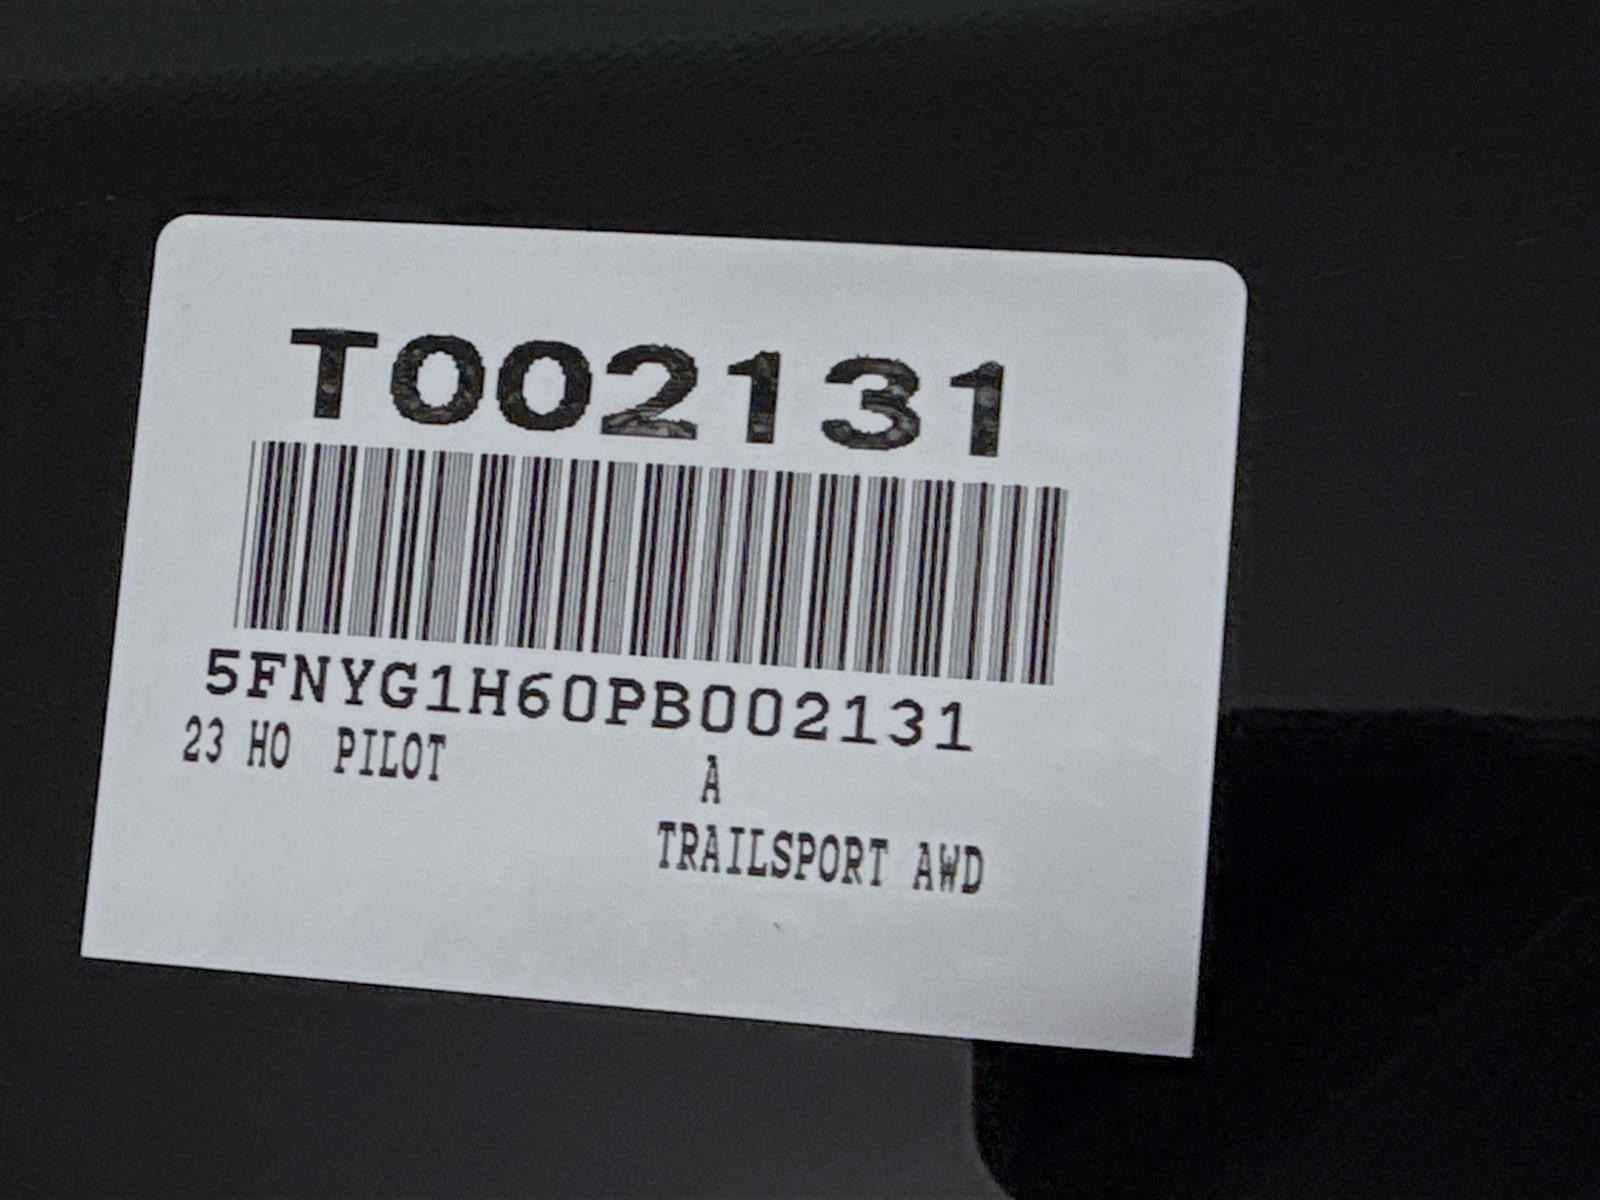 T002131
5FNYG1H60PB002131
23 HO PILOT
A
TRAILSPORT AWD